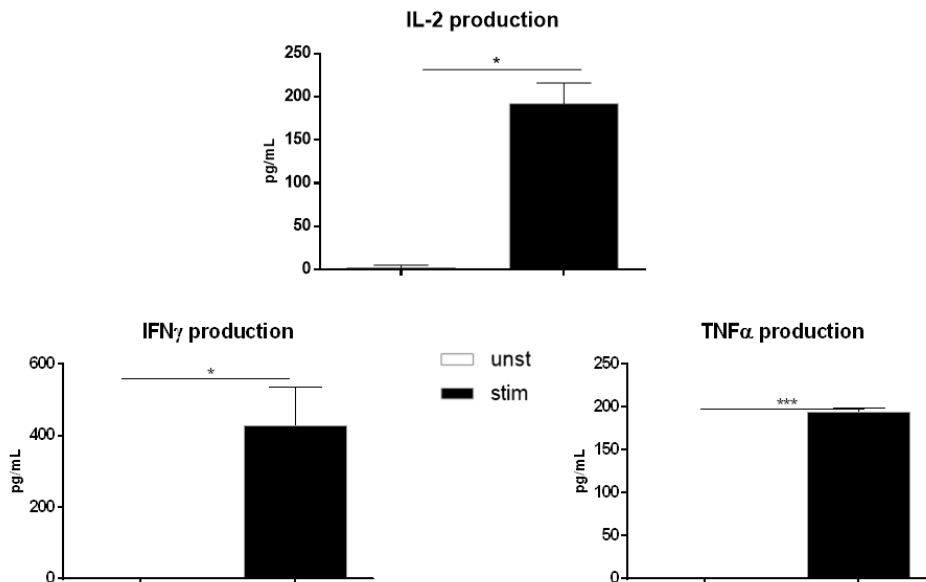 IL-2 production
250
200
150
100
50
0
pg/mL
*
IFNγ production
600
400
200
0
pg/mL
*
unst
stim
TNFα production
250
200
150
100
50
0
pg/mL
***